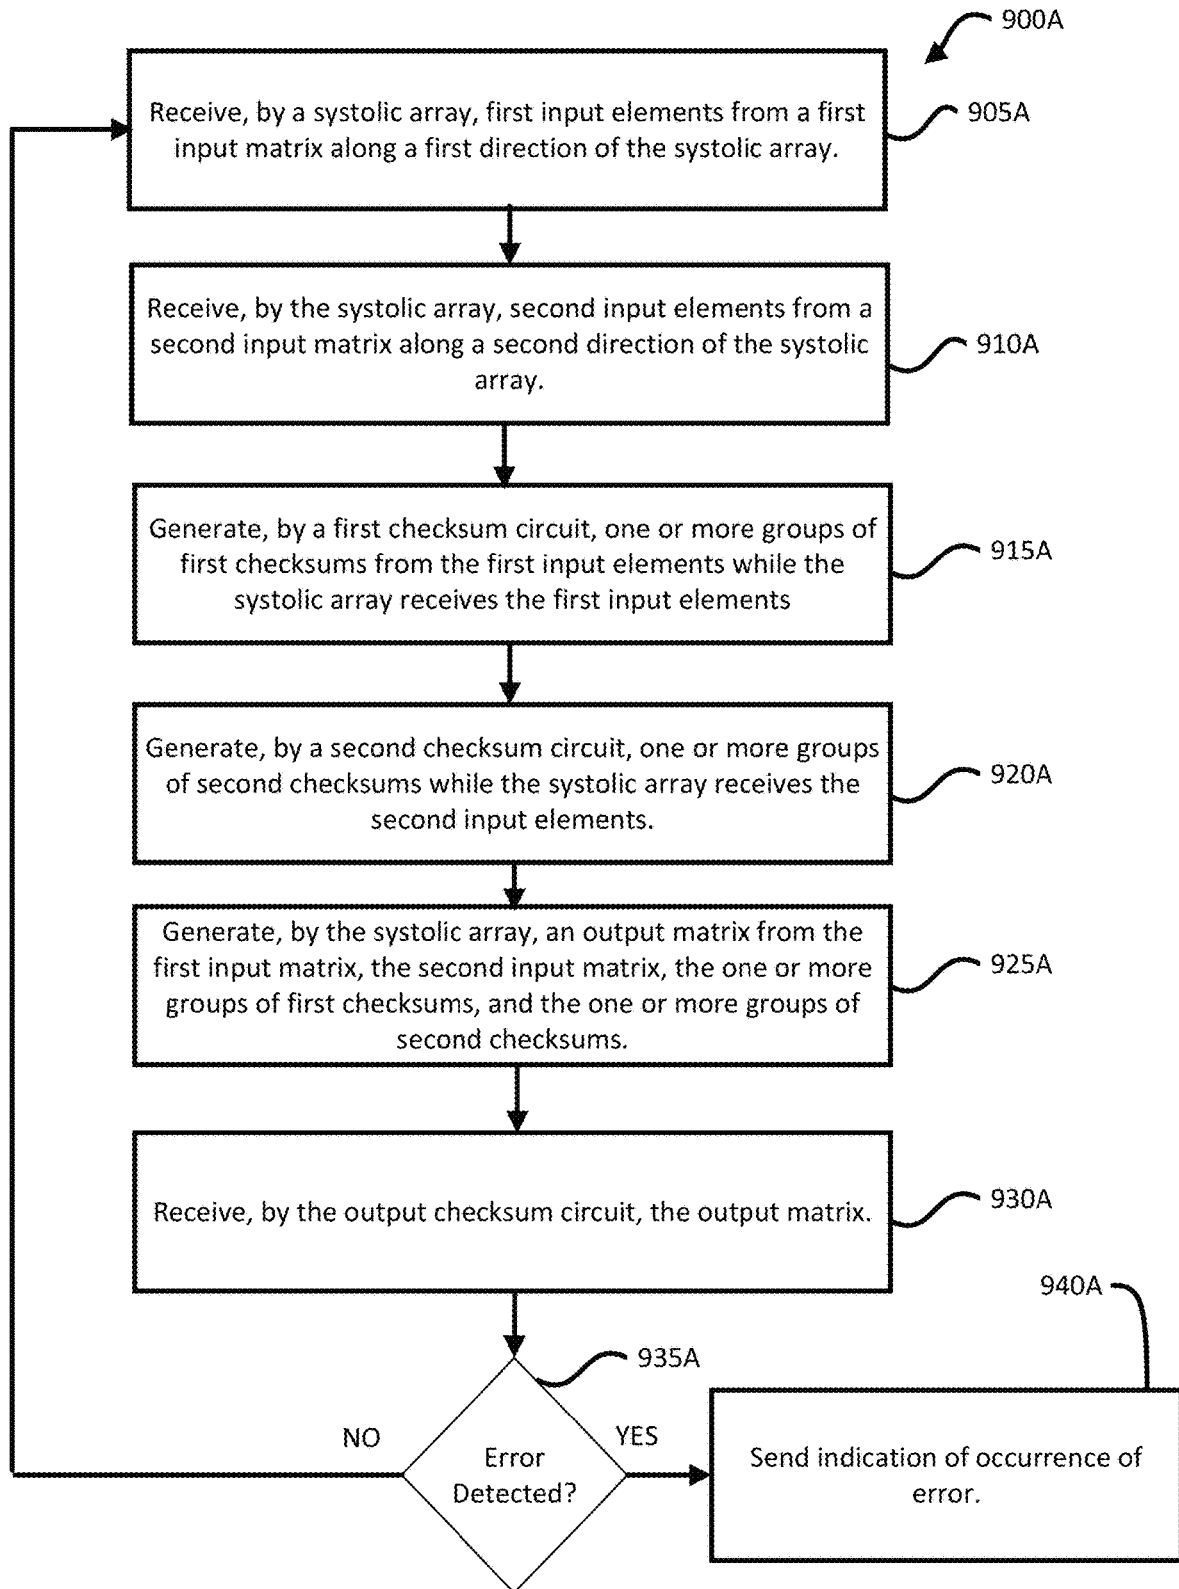 900A
Receive, by a systolic array, first input elements from a first
input matrix along a first direction of the systolic array.
905A
Receive, by the systolic array, second input elements from a
second input matrix along a second direction of the systolic
array.
910A
Generate, by a first checksum circuit, one or more groups of
first checksums from the first input elements while the
systolic array receives the first input elements
915A
Generate, by a second checksum circuit, one or more groups
of second checksums while the systolic array receives the
second input elements.
920A
Generate, by the systolic array, an output matrix from the
first input matrix, the second input matrix, the one or more
groups of first checksums, and the one or more groups of
second checksums.
925A
Receive, by the output checksum circuit, the output matrix.
930A
940A
935A
NO
YES
Error
Detected?
Send indication of occurrence of
error.